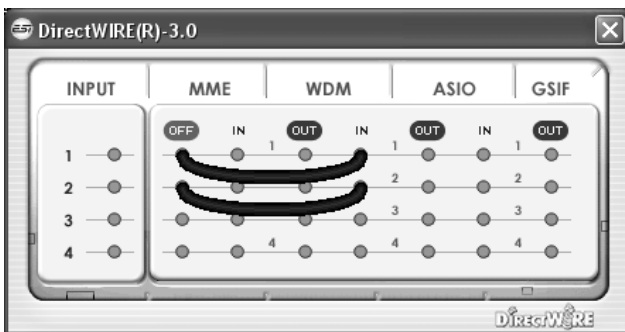 ESI DirectWIRE(R)-3.0
INPUT MME WDM ASIO GSIF
OFF IN OUT IN OUT IN OUT
1 1 1 1
2 2 2
3 3 3
4 4 4 4
DirectWIRE